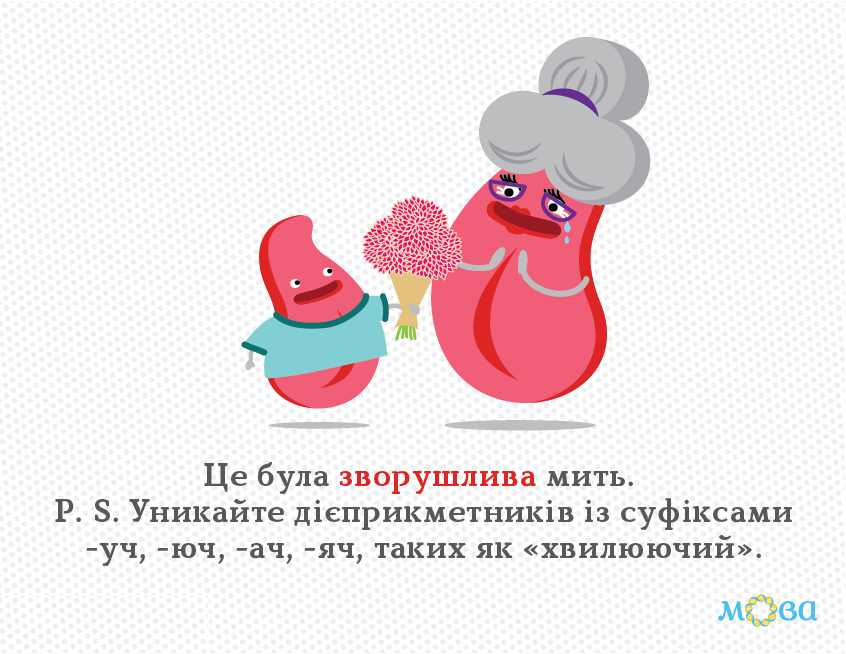 Це була зворушлива мить.
P. S. Уникайте дієприкметників із суфіксами
-уч, -юч, -ач, -яч, таких як «хвилюючий».
мова